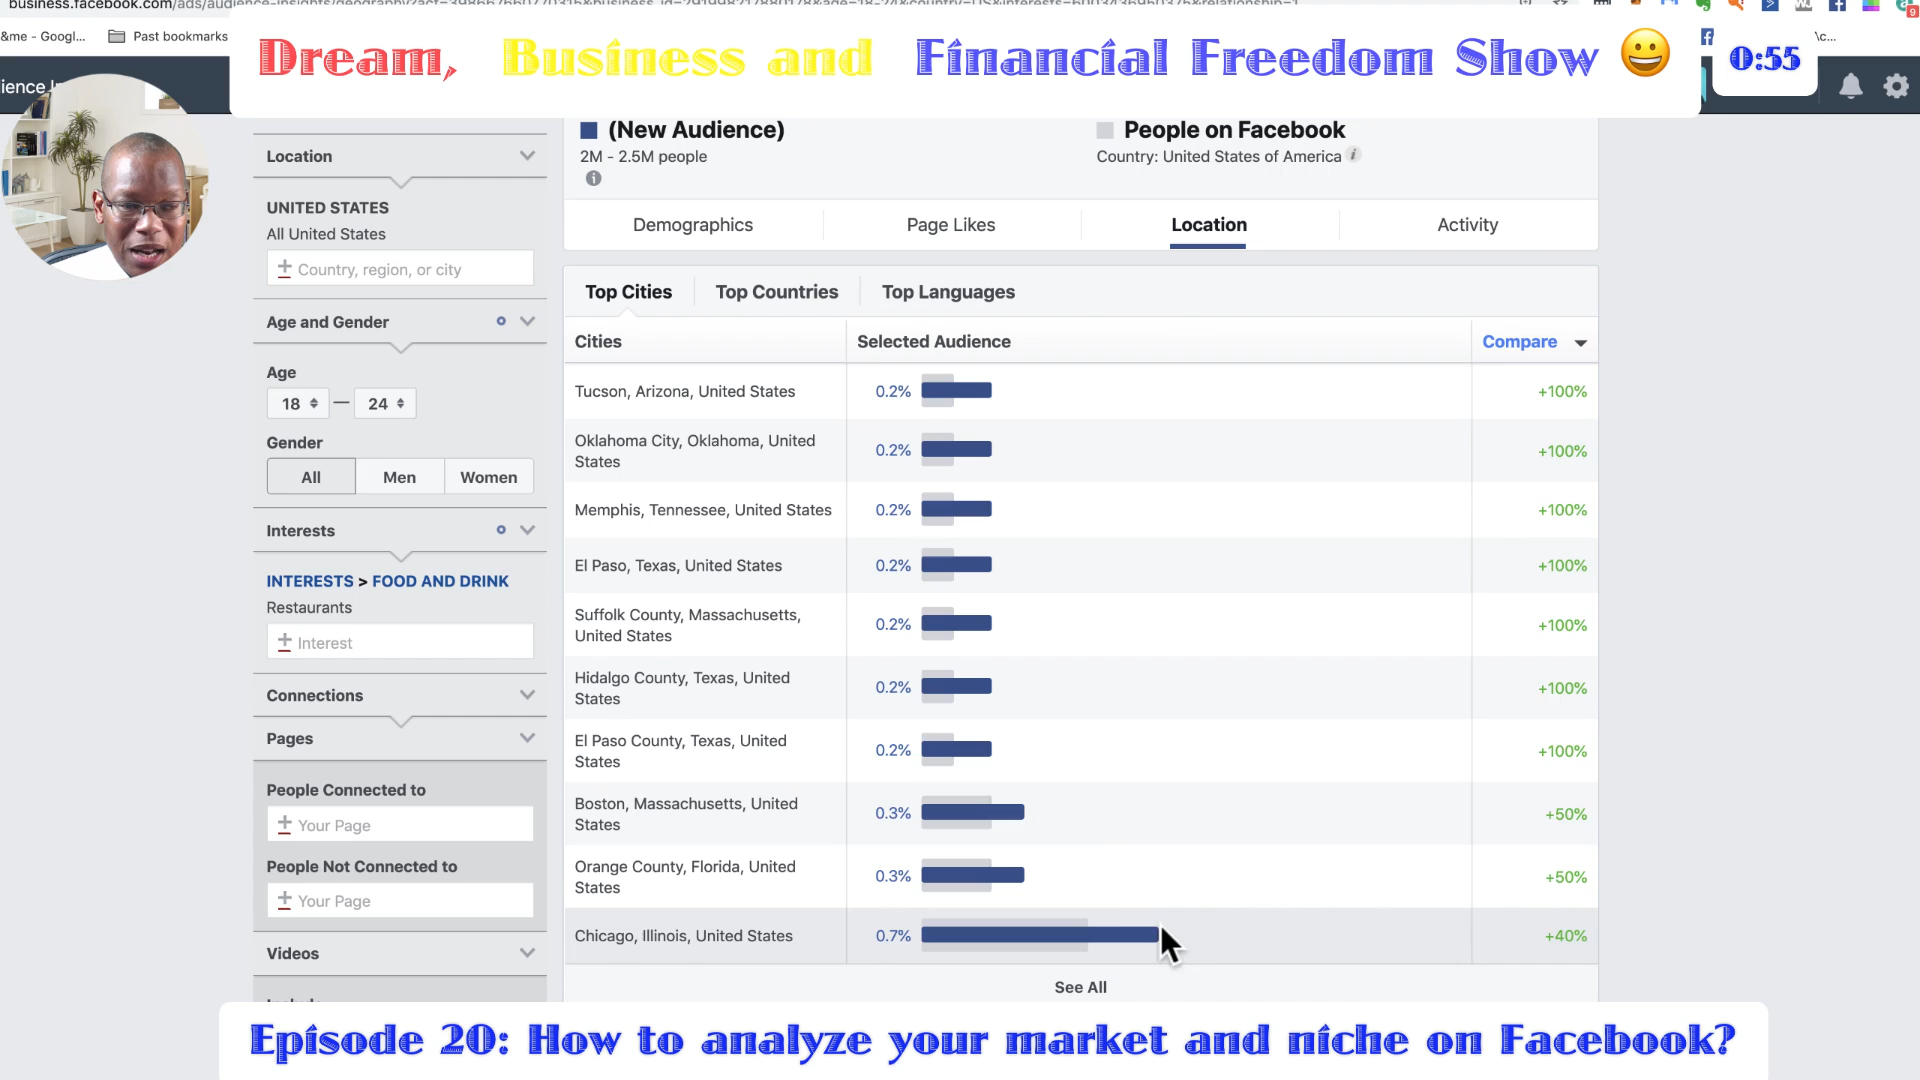 &me - Googl...
Past bookmarks
\c...
Dream, Business and Financial Freedom Show
0:55
9
(New Audience)
2M - 2.5M people
People on Facebook
Country: United States of America
Demographics
Page Likes
Location
Activity
Location
UNITED STATES
All United States
Country, region, or city
Age and Gender
Age
18 — 24
Gender
All
Men
Women
Interests
INTERESTS > FOOD AND DRINK
Restaurants
Interest
Connections
Pages
People Connected to
Your Page
People Not Connected to
Your Page
Videos
Top Cities
Top Countries
Top Languages
Cities
Selected Audience
Compare
Tucson, Arizona, United States
0.2%
+100%
Oklahoma City, Oklahoma, United
States
0.2%
+100%
Memphis, Tennessee, United States
0.2%
+100%
El Paso, Texas, United States
0.2%
+100%
Suffolk County, Massachusetts,
United States
0.2%
+100%
Hidalgo County, Texas, United
States
0.2%
+100%
El Paso County, Texas, United
States
0.2%
+100%
Boston, Massachusetts, United
States
0.3%
+50%
Orange County, Florida, United
States
0.3%
+50%
Chicago, Illinois, United States
0.7%
+40%
See All
Episode 20: How to analyze your market and niche on Facebook?